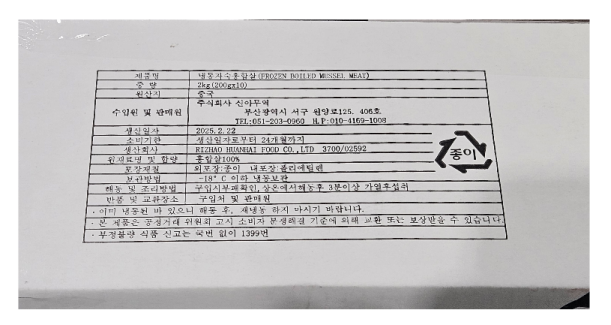 제품명 냉동자숙홍합살(FROZEN BOILED MUSSEL MEAT)
중 량 2kg(200gx10)
원산지 중국
수입원 및 판매원 주식회사 신아무역
부산광역시 서구 원양로125. 406호
TEL:051-203-0960 H.P:010-4169-1008
생산일자 2025.2.22
소비기한 생산일자로부터 24개월까지
생산회사 RIZHAO HUANHAI FOOD CO.,LTD 3700/02592
원재료명 및 함량 홍합살100%
포장재질 외포장:종이 내포장:폴리에틸렌
보관방법 -18°C이하 냉동보관
해동 및 조리방법 구입시부패확인,상온에서해동후 3분이상 가열후섭취
반품 및 교환장소 구입처 및 판매원
종이
· 이미 냉동된 바 있으니 해동 후, 재냉동 하지 마시기 바랍니다.
· 본 제품은 공정거래 위원회 고시 소비자 분쟁해결 기준에 의해 교환 또는 보상받을 수 있습니다.
· 부정불량 식품 신고는 국번 없이 1399번